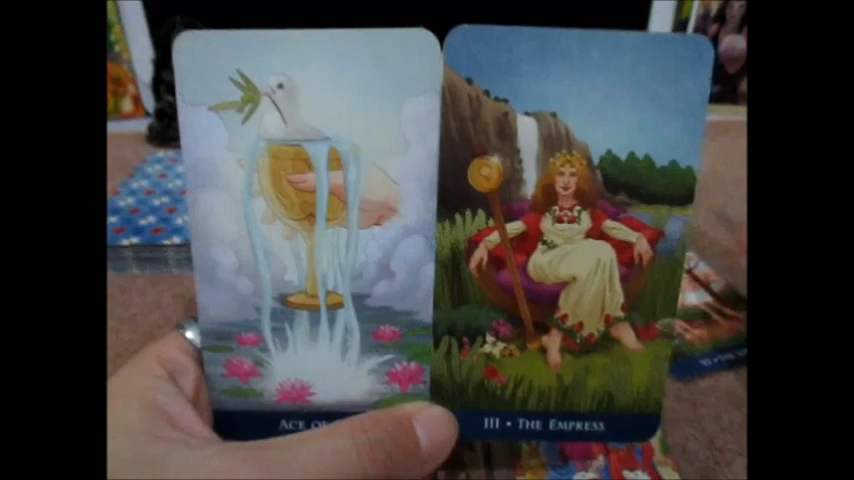 ACE O
III • THE EMPRESS